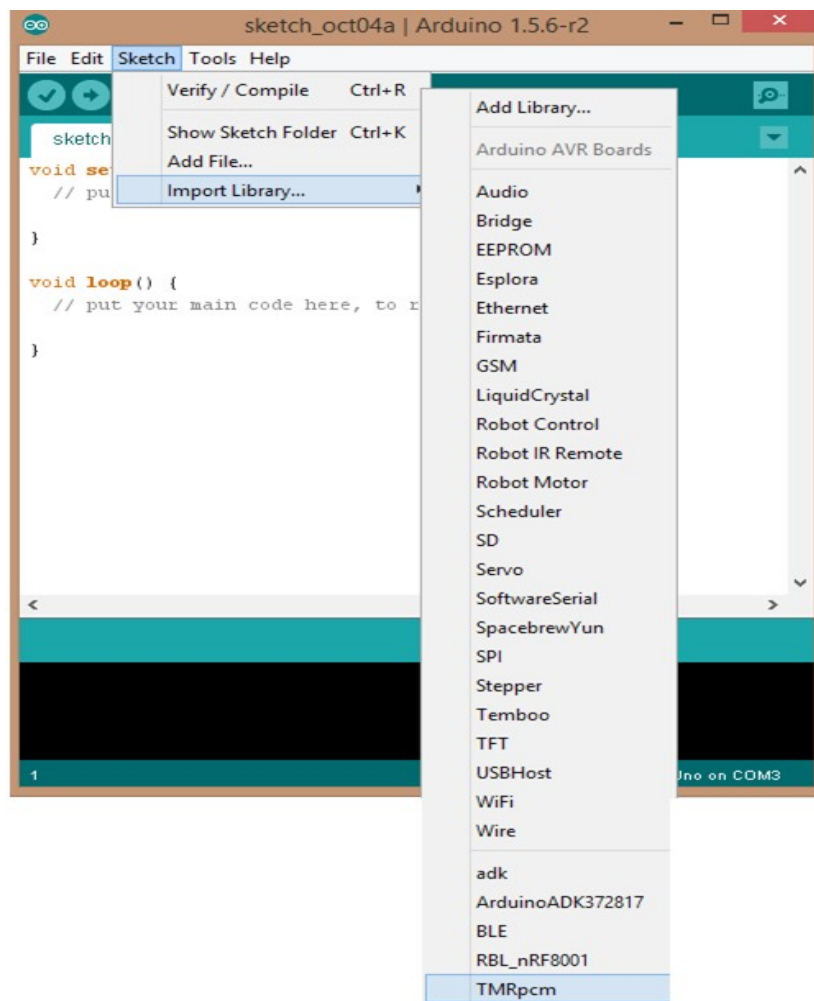 sketch_oct04a | Arduino 1.5.6-r2
File Edit Sketch Tools Help
Verify / Compile Ctrl+R
Show Sketch Folder Ctrl+K
Add File...
Import Library...
Add Library...
Arduino AVR Boards
Audio
Bridge
EEPROM
Esplora
Ethernet
Firmata
GSM
LiquidCrystal
Robot Control
Robot IR Remote
Robot Motor
Scheduler
SD
Servo
SoftwareSerial
SpacebrewYun
SPI
Stepper
Temboo
TFT
USBHost
WiFi
Wire
adk
ArduinoADK372817
BLE
RBL_nRF8001
TMRpcm
sketch
void se
// pu
}
void loop() {
// put your main code here, to r
}
1
Uno on COM3